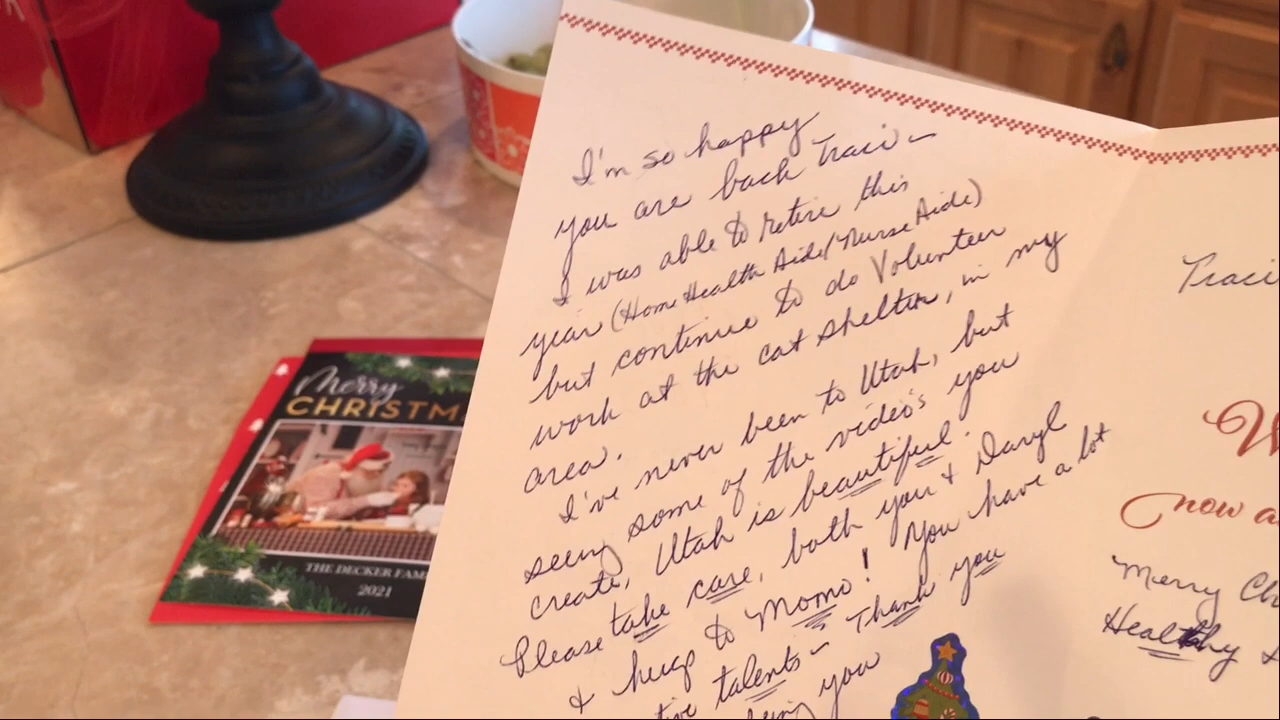 I'm so happy
you are back Traci -
I was able to retire this
year (Home Health Aide/Nurse Aide)
but continue to do Volunteer
work at the cat shelter, in my
area.
I've never been to Utah, but
seeing some of the video's you
create, Utah is beautiful.
Please take care, both you & Daryl
& hug to Momo! You have a lot
talents - Thank you
being you
Traci
now a
Merry Ch
Healthy &
Merry
CHRISTM
THE DECKER FAM
2021